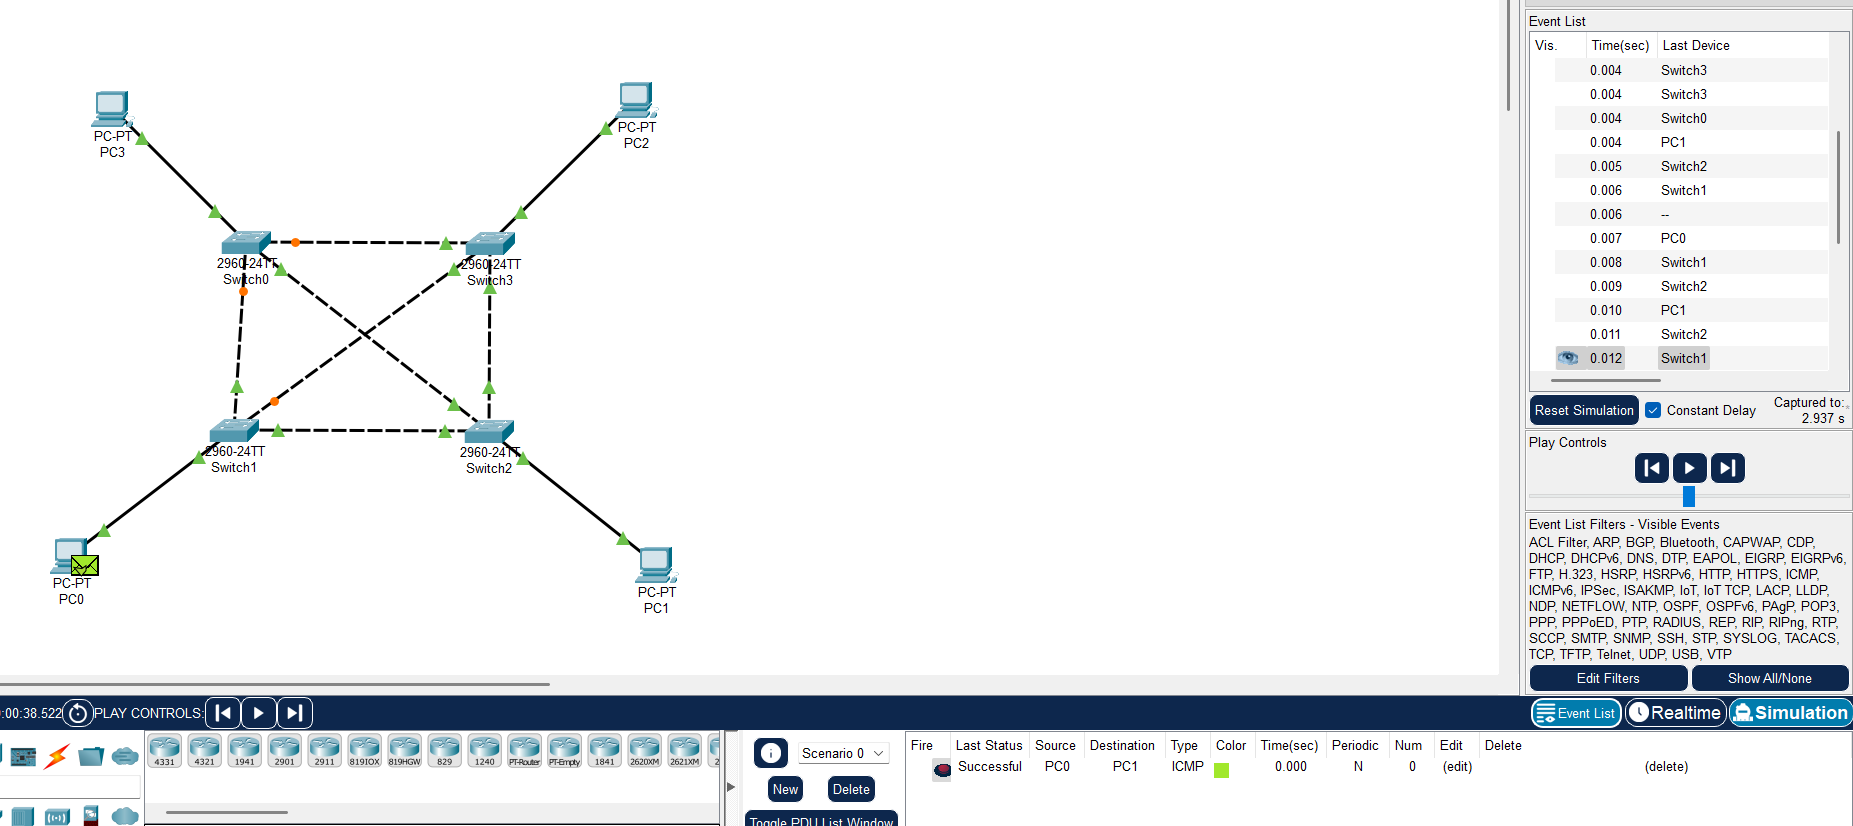 PC-PT
PC3
PC-PT
PC2
2960-24TT
Switch0
2960-24TT
Switch3
2960-24TT
Switch1
2960-24TT
Switch2
PC-PT
PC0
PC-PT
PC1
Event List
Vis. Time(sec) Last Device
0.004 Switch3
0.004 Switch3
0.004 Switch0
0.004 PC1
0.005 Switch2
0.006 Switch1
0.006 --
0.007 PC0
0.008 Switch1
0.009 Switch2
0.010 PC1
0.011 Switch2
0.012 Switch1
Reset Simulation Constant Delay Captured to:
2.937 s
Play Controls
Event List Filters - Visible Events
ACL Filter, ARP, BGP, Bluetooth, CAPWAP, CDP,
DHCP, DHCPv6, DNS, DTP, EAPOL, EIGRP, EIGRPv6,
FTP, H.323, HSRP, HSRPv6, HTTP, HTTPS, ICMP,
ICMPv6, IPSec, ISAKMP, IoT, IoT TCP, LACP, LLDP,
NDP, NETFLOW, NTP, OSPF, OSPFv6, PAgP, POP3,
PPP, PPPoED, PTP, RADIUS, REP, RIP, RIPng, RTP,
SCCP, SMTP, SNMP, SSH, STP, SYSLOG, TACACS,
TCP, TFTP, Telnet, UDP, USB, VTP
Edit Filters Show All/None
:00:38.522 PLAY CONTROLS:
Event List Realtime Simulation
4331 4321 1941 2901 2911 819IOX 819HGW 829 1240 PT-Router PT-Empty 1841 2620XM 2621XM 2
Scenario 0
New Delete
Toggle PDU List Window
Fire Last Status Source Destination Type Color Time(sec) Periodic Num Edit Delete
Successful PC0 PC1 ICMP 0.000 N 0 (edit) (delete)